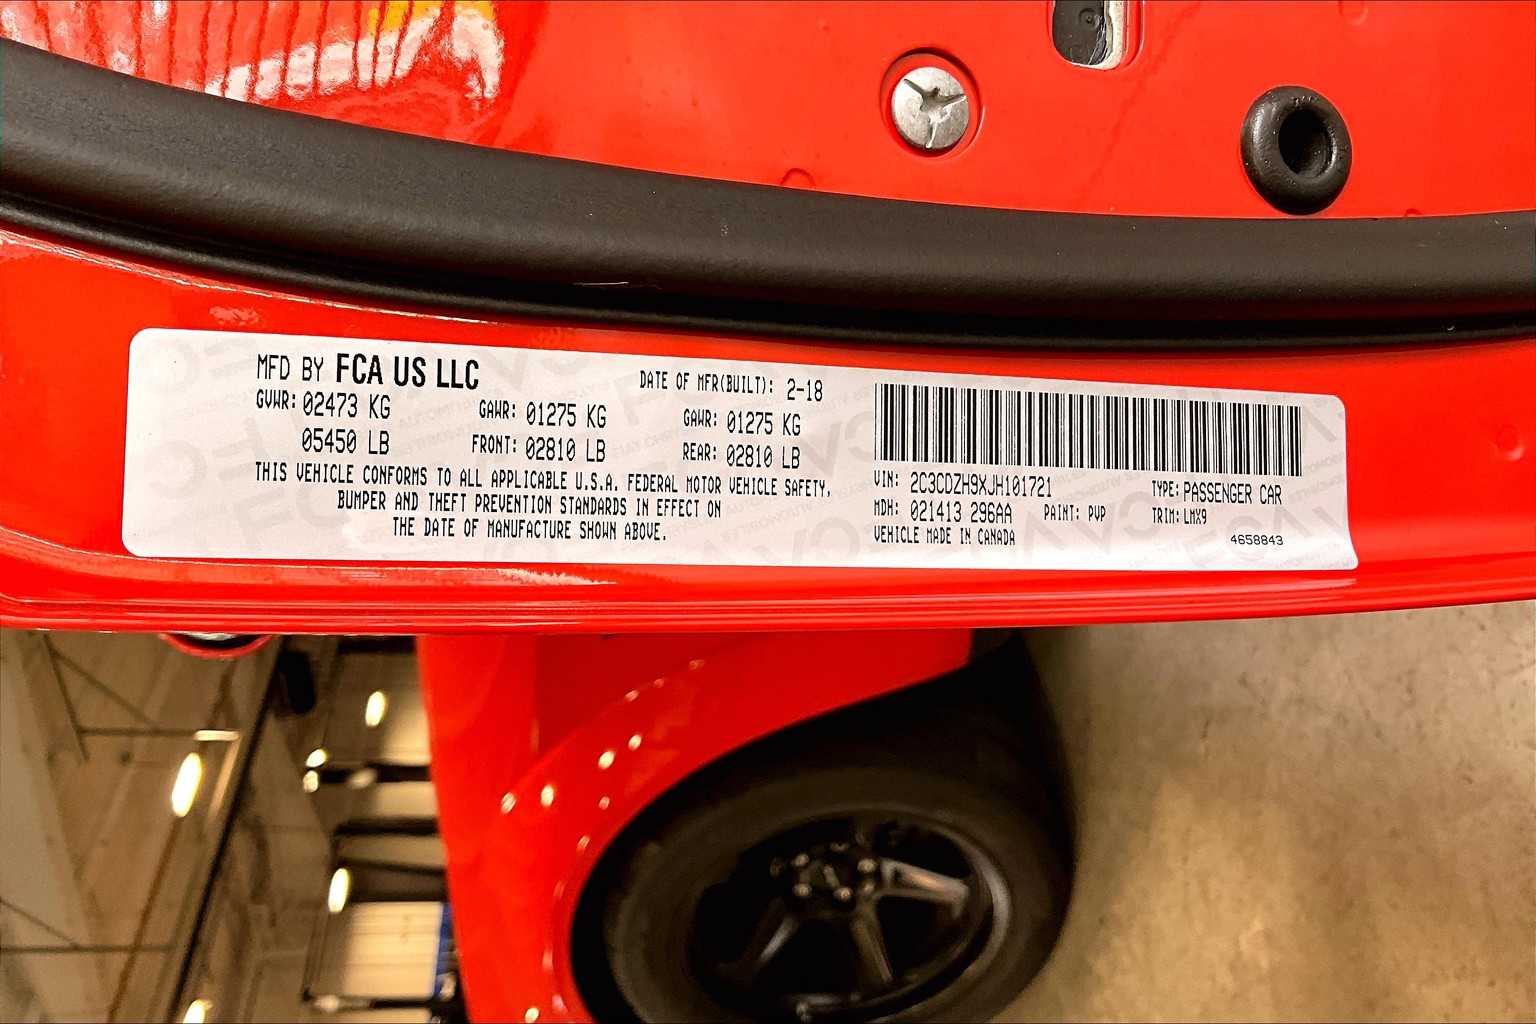 MFD BY FCA US LLC
DATE OF MFR(BUILT): 2-18
GVWR: 02473 KG GAWR: 01275 KG GAWR: 01275 KG
05450 LB FRONT: 02810 LB REAR: 02810 LB
THIS VEHICLE CONFORMS TO ALL APPLICABLE U.S.A. FEDERAL MOTOR VEHICLE SAFETY,
BUMPER AND THEFT PREVENTION STANDARDS IN EFFECT ON
THE DATE OF MANUFACTURE SHOWN ABOVE.
VIN: 2C3CDZH9XJH101721 TYPE: PASSENGER CAR
MDH: 021413 296AA PAINT: PVP TRIM: LMX9
VEHICLE MADE IN CANADA 4658843